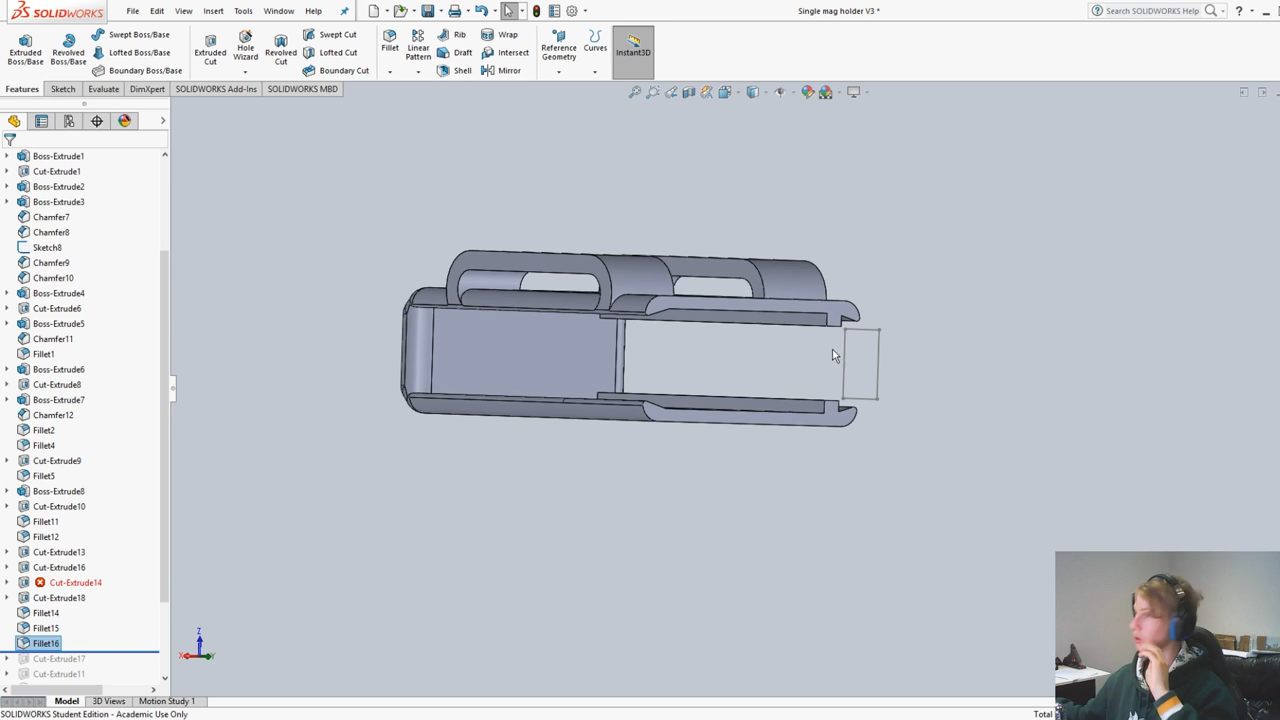 SOLIDWORKS
File Edit View Insert Tools Window Help
Single mag holder V3 *
Search SOLIDWORKS Help
Extruded Boss/Base
Revolved Boss/Base
Swept Boss/Base
Lofted Boss/Base
Boundary Boss/Base
Extruded Cut
Hole Wizard
Revolved Cut
Swept Cut
Lofted Cut
Boundary Cut
Fillet
Linear Pattern
Rib
Draft
Shell
Wrap
Intersect
Mirror
Reference Geometry
Curves
Instant3D
Features Sketch Evaluate DimXpert SOLIDWORKS Add-Ins SOLIDWORKS MBD
Boss-Extrude1
Cut-Extrude1
Boss-Extrude2
Boss-Extrude3
Chamfer7
Chamfer8
Sketch8
Chamfer9
Chamfer10
Boss-Extrude4
Cut-Extrude6
Boss-Extrude5
Chamfer11
Fillet1
Boss-Extrude6
Cut-Extrude8
Boss-Extrude7
Chamfer12
Fillet2
Fillet4
Cut-Extrude9
Fillet5
Boss-Extrude8
Cut-Extrude10
Fillet11
Fillet12
Cut-Extrude13
Cut-Extrude16
Cut-Extrude14
Cut-Extrude18
Fillet14
Fillet15
Fillet16
Cut-Extrude17
Cut-Extrude11
Z
X Y
Model 3D Views Motion Study 1
SOLIDWORKS Student Edition - Academic Use Only
Total